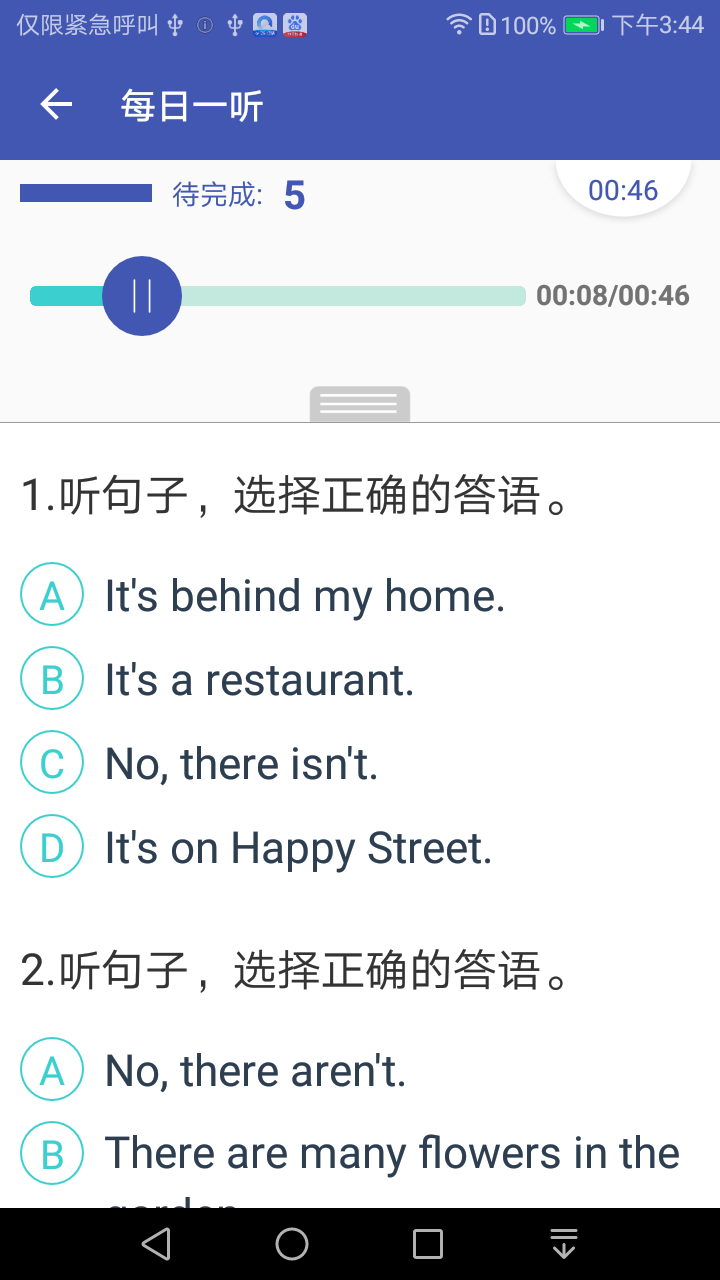 仅限紧急呼叫 100% 下午3:44
每日一听
待完成: 5 00:46
00:08/00:46
1.听句子，选择正确的答语。
A It's behind my home.
B It's a restaurant.
C No, there isn't.
D It's on Happy Street.
2.听句子，选择正确的答语。
A No, there aren't.
B There are many flowers in the